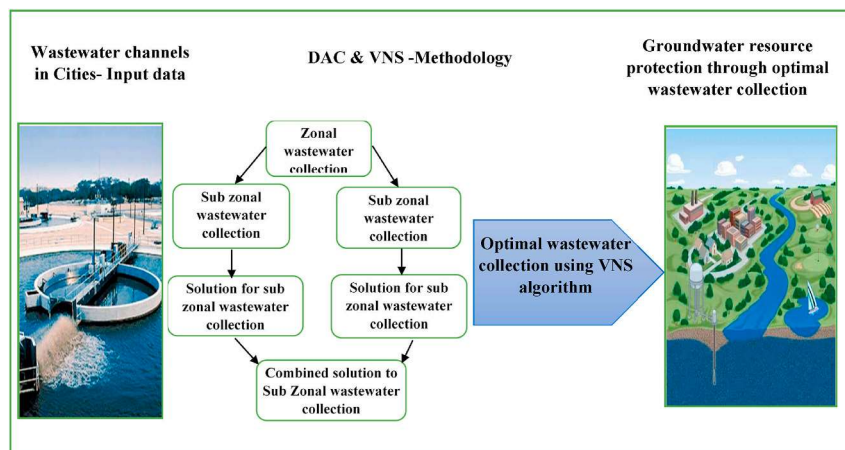 Wastewater channels
in Cities- Input data
DAC & VNS -Methodology
Groundwater resource
protection through optimal
wastewater collection
Zonal
wastewater
collection
Sub zonal
wastewater
collection
Sub zonal
wastewater
collection
Solution for sub
zonal wastewater
collection
Solution for sub
zonal wastewater
collection
Combined solution to
Sub Zonal wastewater
collection
Optimal wastewater
collection using VNS
algorithm